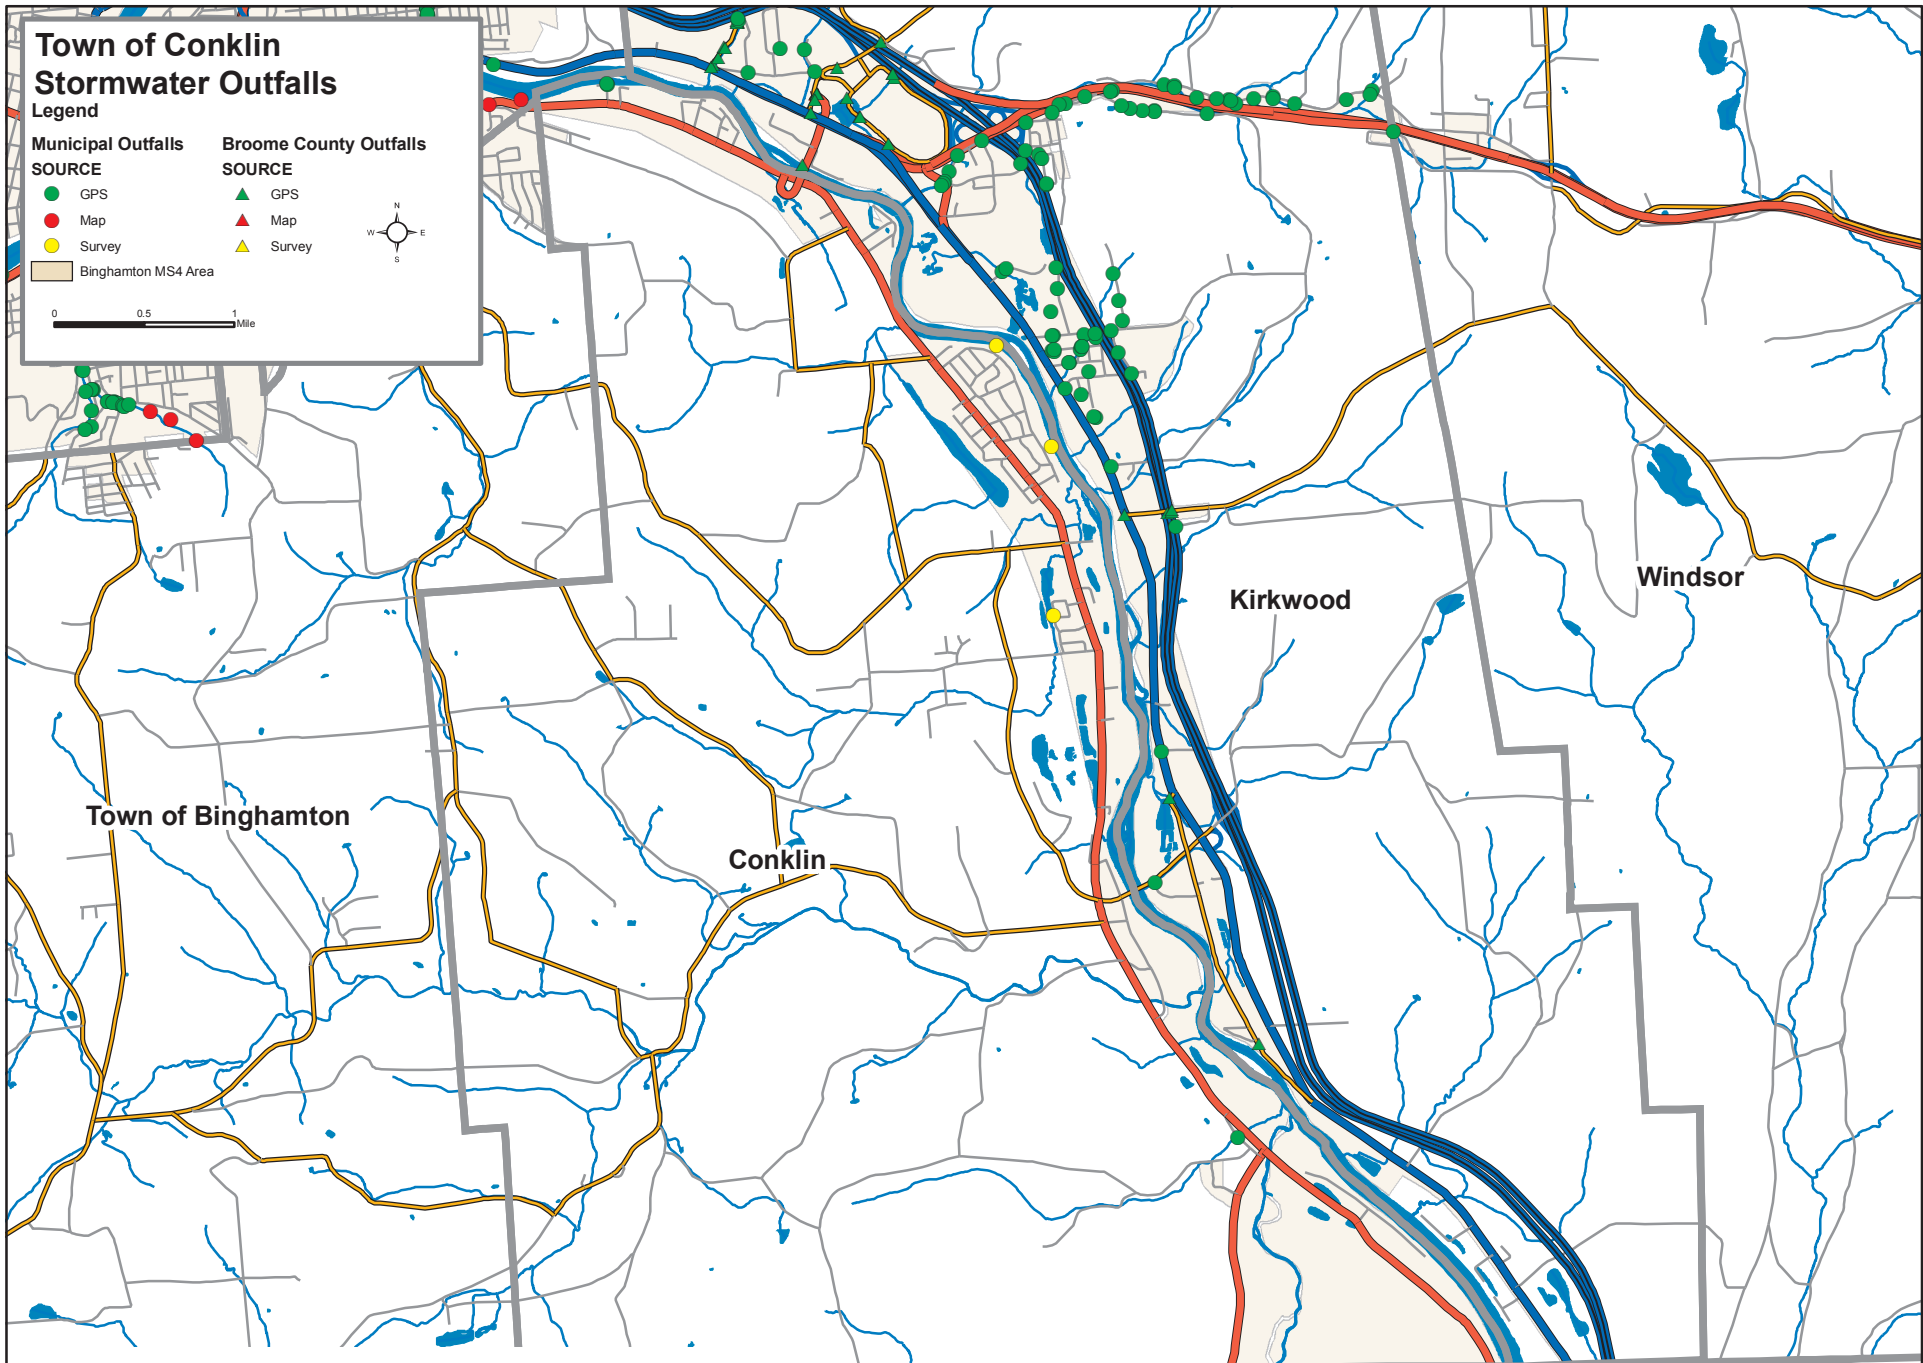 Town of Conklin
Stormwater Outfalls
Legend
Municipal Outfalls
SOURCE
GPS
Map
Survey
Binghamton MS4 Area
Broome County Outfalls
SOURCE
GPS
Map
Survey
N
W E
S
0 0.5 1
Mile
Windsor
Kirkwood
Town of Binghamton
Conklin